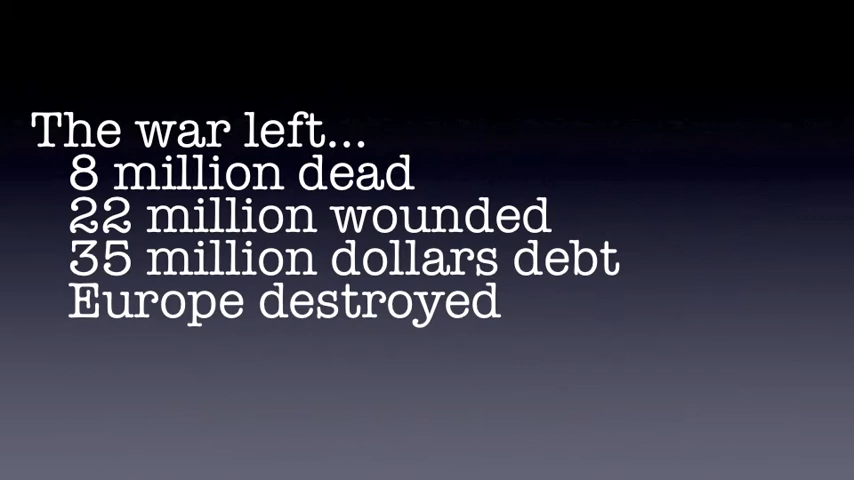 The war left...
8 million dead
22 million wounded
35 million dollars debt
Europe destroyed